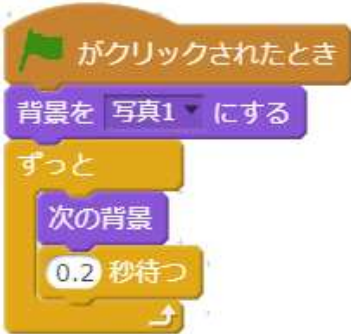 がクリックされたとき
背景を 写真1 にする
ずっと
次の背景
0.2 秒待つ